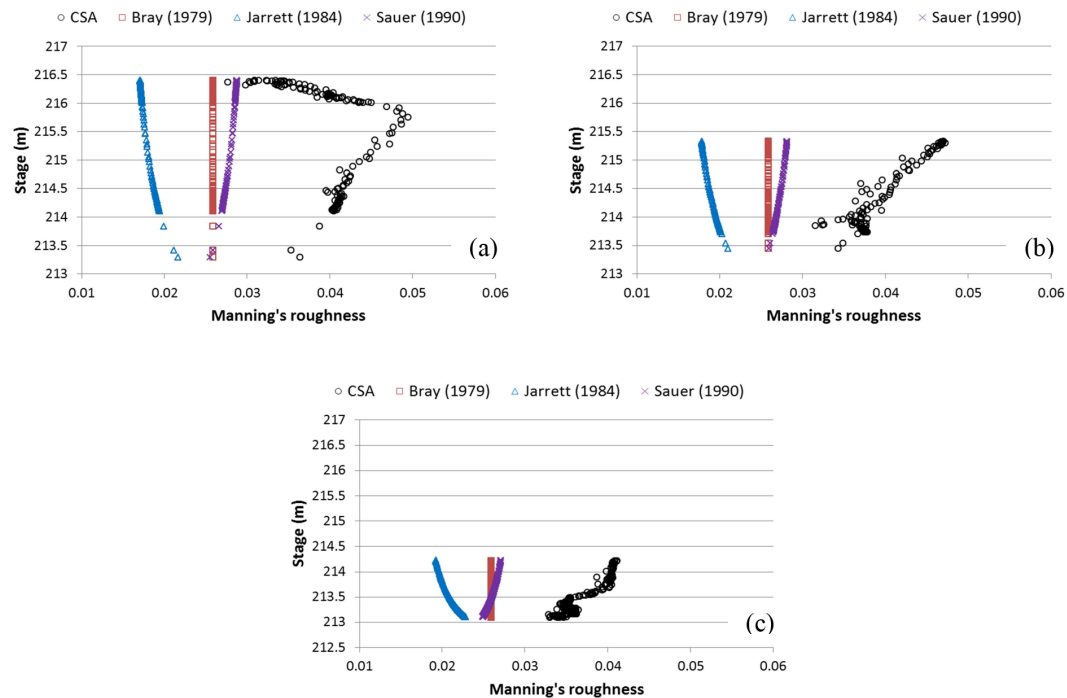 CSA Bray (1979) Jarrett (1984) Sauer (1990)
217
216.5
216
215.5
215
214.5
214
213.5
213
Stage (m)
0.01 0.02 0.03 0.04 0.05 0.06
Manning's roughness
(a)
CSA Bray (1979) Jarrett (1984) Sauer (1990)
217
216.5
216
215.5
215
214.5
214
213.5
213
Stage (m)
0.01 0.02 0.03 0.04 0.05 0.06
Manning's roughness
(b)
CSA Bray (1979) Jarrett (1984) Sauer (1990)
217
216.5
216
215.5
215
214.5
214
213.5
213
212.5
Stage (m)
0.01 0.02 0.03 0.04 0.05 0.06
Manning's roughness
(c)